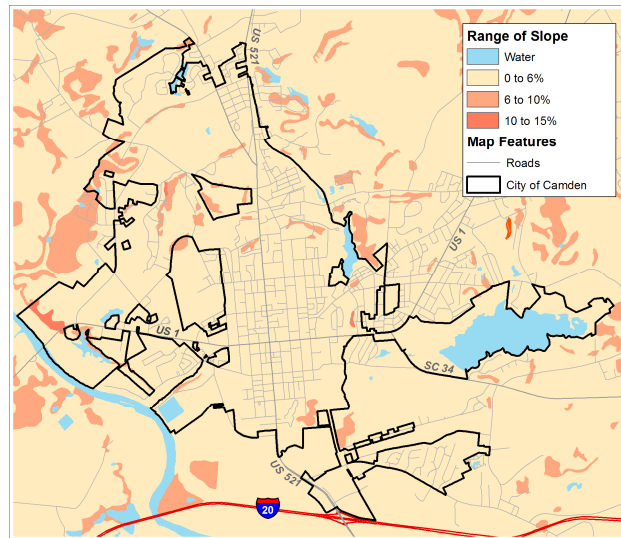 US 521
Range of Slope
Water
0 to 6%
6 to 10%
10 to 15%
Map Features
Roads
City of Camden
US 1
US 1
SC 34
US 521
20